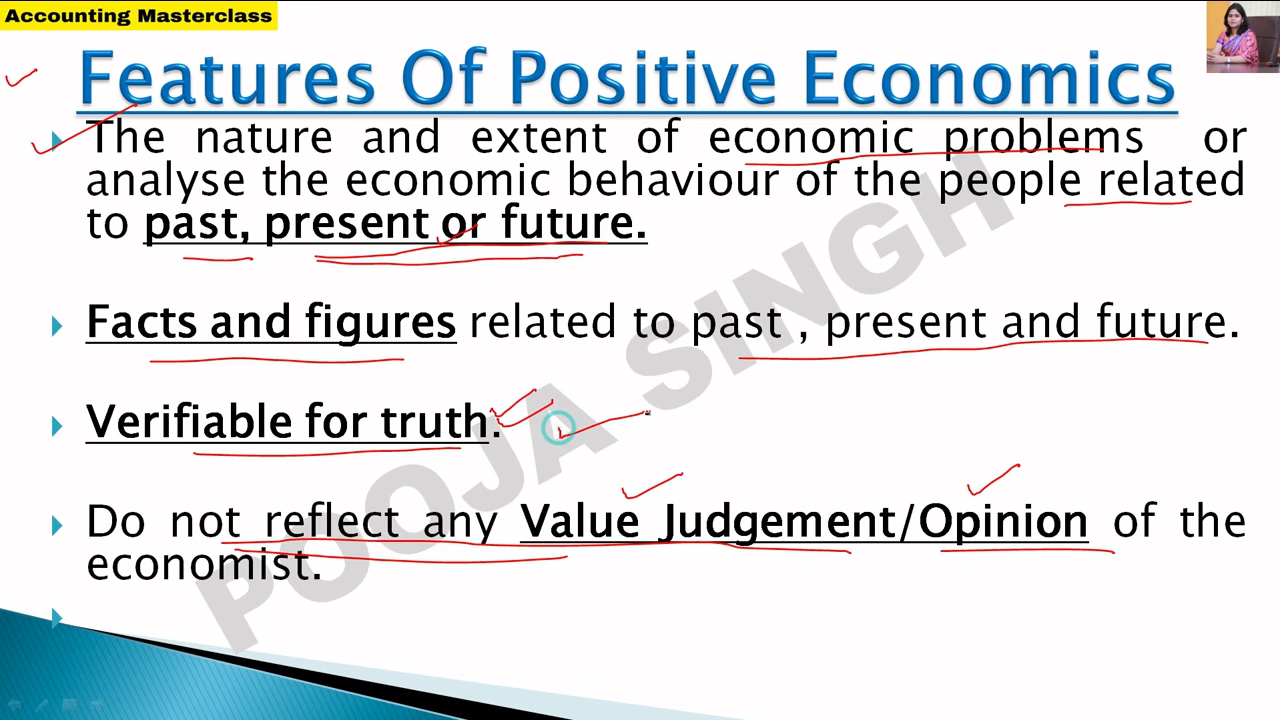 Accounting Masterclass
Features Of Positive Economics
The nature and extent of economic problems or
analyse the economic behaviour of the people related
to past, present or future.
Facts and figures related to past , present and future.
Verifiable for truth.
Do not reflect any Value Judgement/Opinion of the
economist.
POOJA SINGH